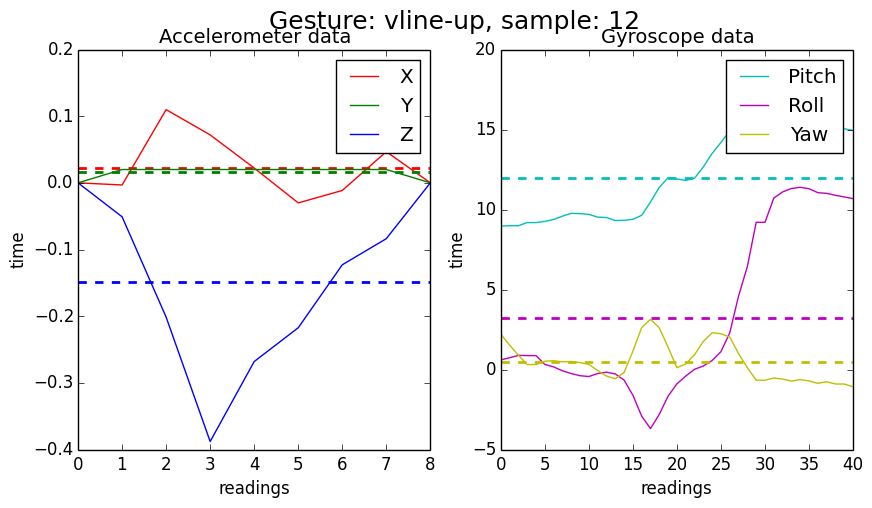 Gesture: vline-up, sample: 12
Accelerometer data
0.2
0.1
0.0
−0.1
−0.2
−0.3
−0.4
time
0 1 2 3 4 5 6 7 8
readings
X
Y
Z
Gyroscope data
20
15
10
5
0
−5
time
0 5 10 15 20 25 30 35 40
readings
Pitch
Roll
Yaw